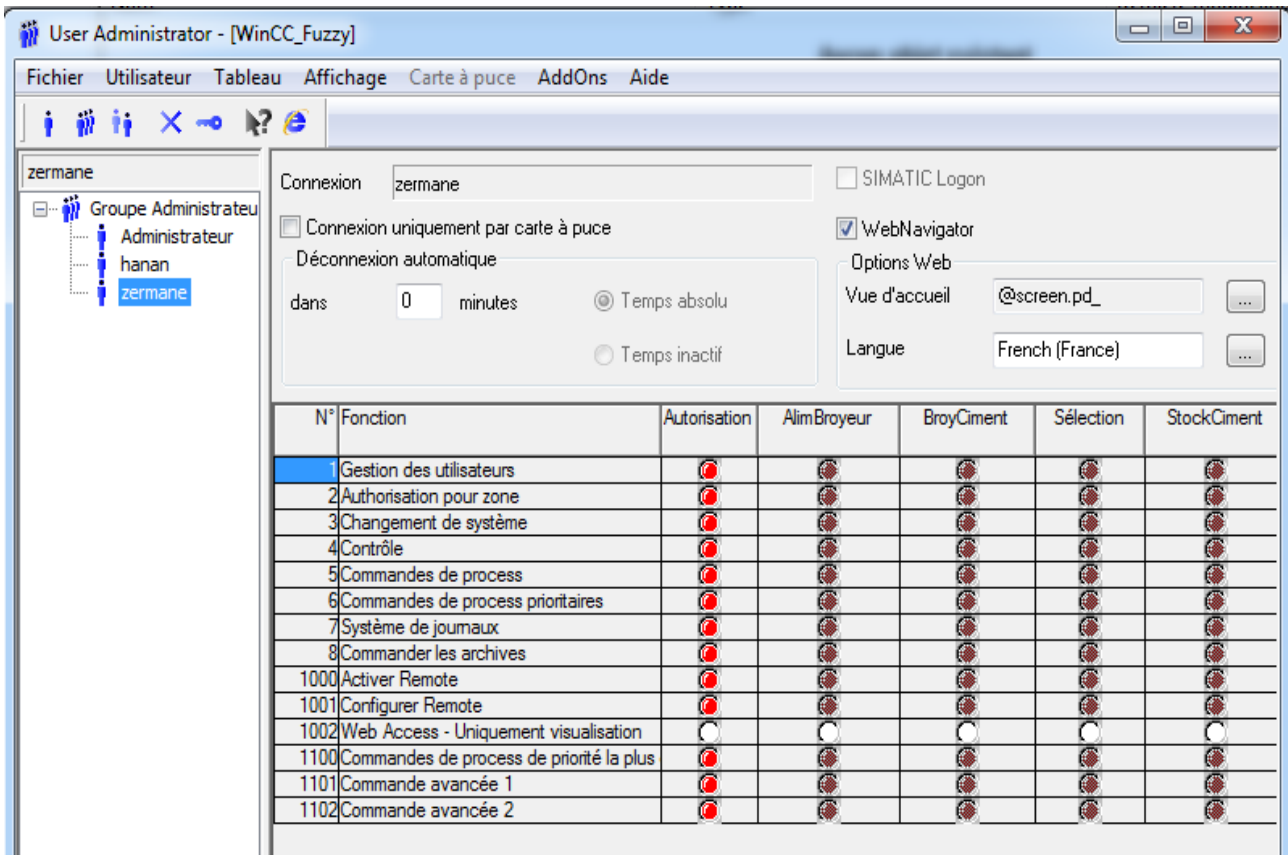 User Administrator - [WinCC_Fuzzy]
Fichier Utilisateur Tableau Affichage Carte à puce AddOns Aide
zermane
Groupe Administrateu
Administrateur
hanan
zermane
Connexion zermane
SIMATIC Logon
Connexion uniquement par carte à puce
WebNavigator
Déconnexion automatique
dans 0 minutes
Temps absolu
Temps inactif
Options Web
Vue d'accueil @screen.pd_ ...
Langue French (France) ...
N° Fonction Autorisation AlimBroyeur BroyCiment Sélection StockCiment
1 Gestion des utilisateurs
2 Authorisation pour zone
3 Changement de système
4 Contrôle
5 Commandes de process
6 Commandes de process prioritaires
7 Système de journaux
8 Commander les archives
1000 Activer Remote
1001 Configurer Remote
1002 Web Access - Uniquement visualisation
1100 Commandes de process de priorité la plus
1101 Commande avancée 1
1102 Commande avancée 2